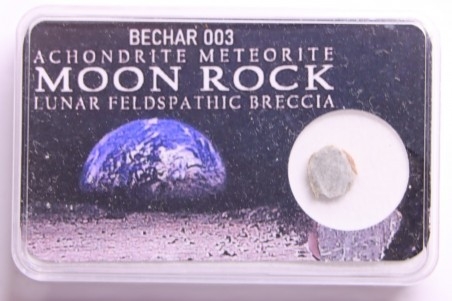 BECHAR 003
ACHONDRITE METEORITE
MOON ROCK
LUNAR FELDSPATHIC BRECCIA